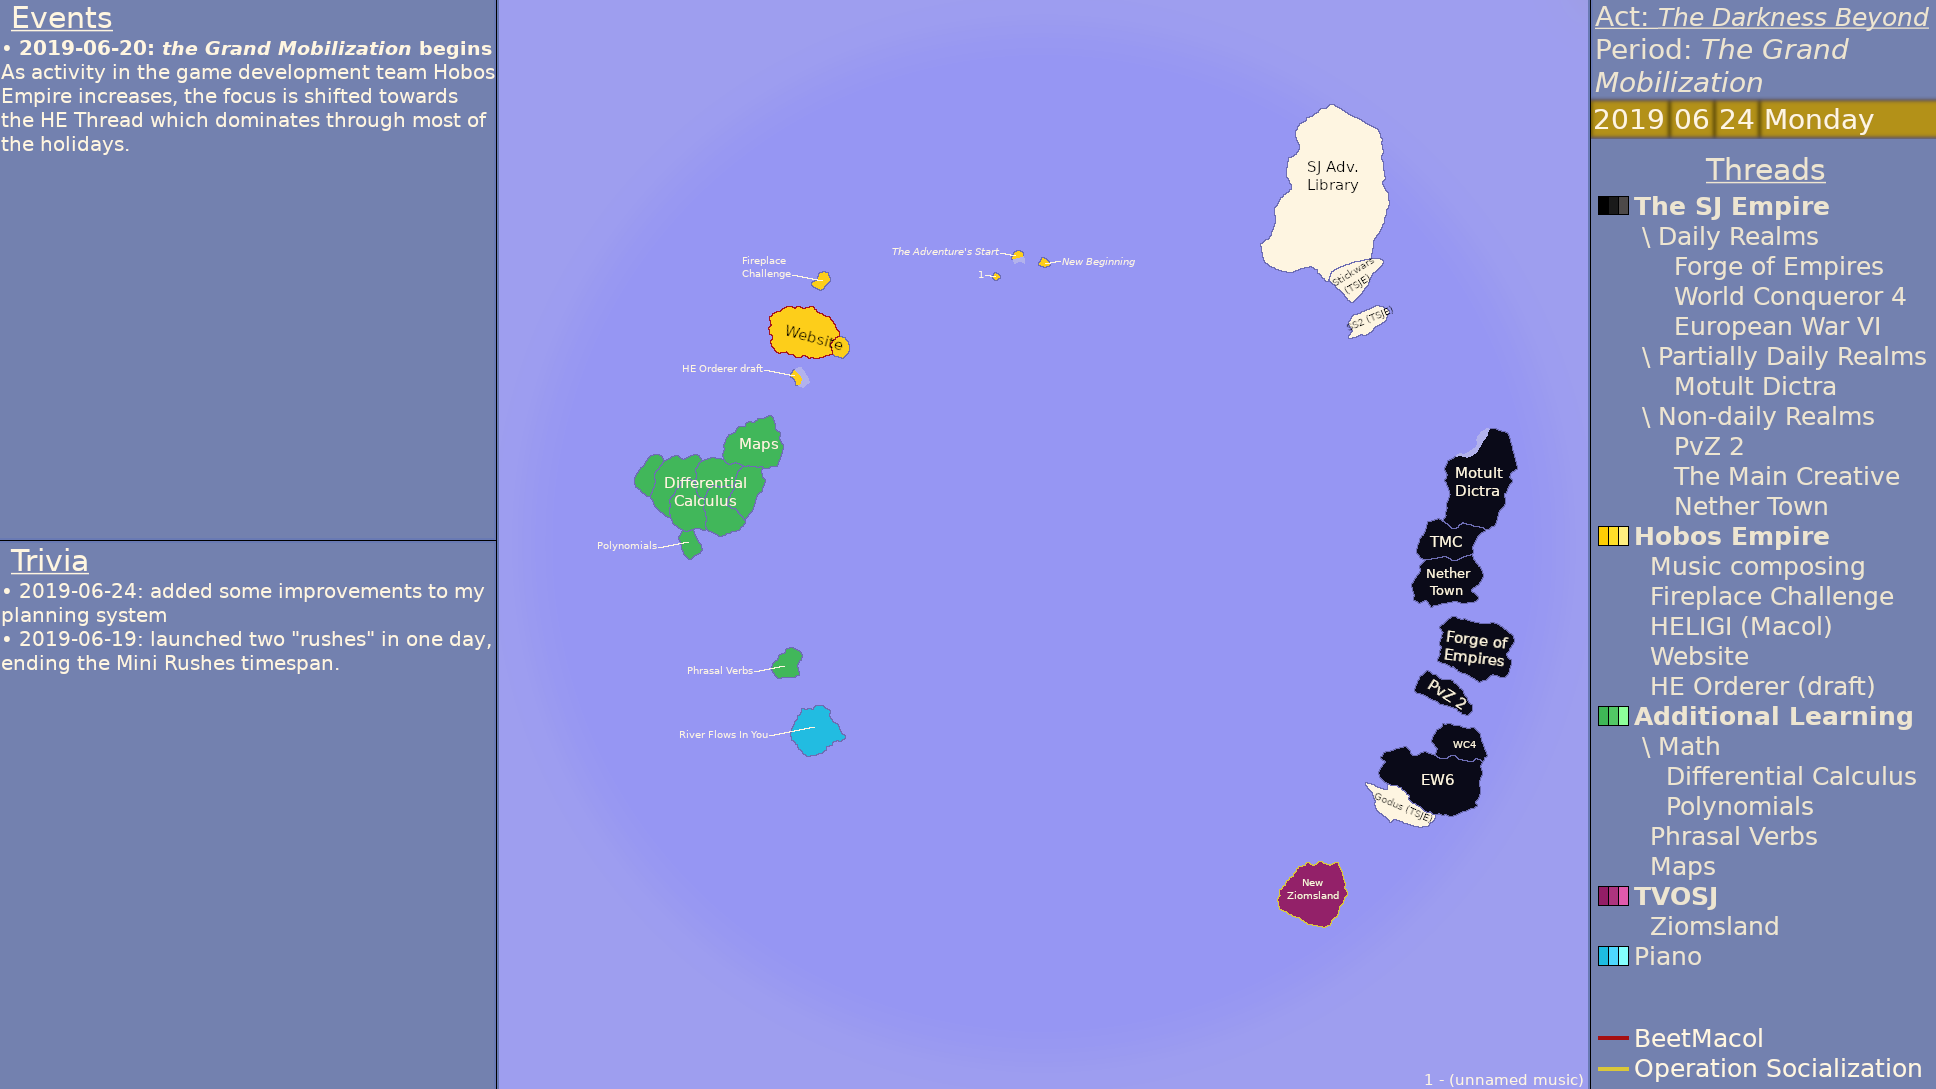 Events
• 2019-06-20: the Grand Mobilization begins
As activity in the game development team Hobos
Empire increases, the focus is shifted towards
the HE Thread which dominates through most of
the holidays.
Trivia
• 2019-06-24: added some improvements to my
planning system
• 2019-06-19: launched two "rushes" in one day,
ending the Mini Rushes timespan.
SJ Adv.
Library
Stickwars
(TSJE)
SS2 (TSJE)
The Adventure's Start
New Beginning
1
Fireplace
Challenge
Website
HE Orderer draft
Maps
Differential
Calculus
Polynomials
Phrasal Verbs
River Flows In You
Motult
Dictra
TMC
Nether
Town
Forge of
Empires
PvZ 2
WC4
EW6
Godus (TSJE)
New
Ziomsland
1 - (unnamed music)
Act: The Darkness Beyond
Period: The Grand
Mobilization
2019 06 24 Monday
Threads
The SJ Empire
\ Daily Realms
Forge of Empires
World Conqueror 4
European War VI
\ Partially Daily Realms
Motult Dictra
\ Non-daily Realms
PvZ 2
The Main Creative
Nether Town
Hobos Empire
Music composing
Fireplace Challenge
HELIGI (Macol)
Website
HE Orderer (draft)
Additional Learning
\ Math
Differential Calculus
Polynomials
Phrasal Verbs
Maps
TVOSJ
Ziomsland
Piano
BeetMacol
Operation Socialization